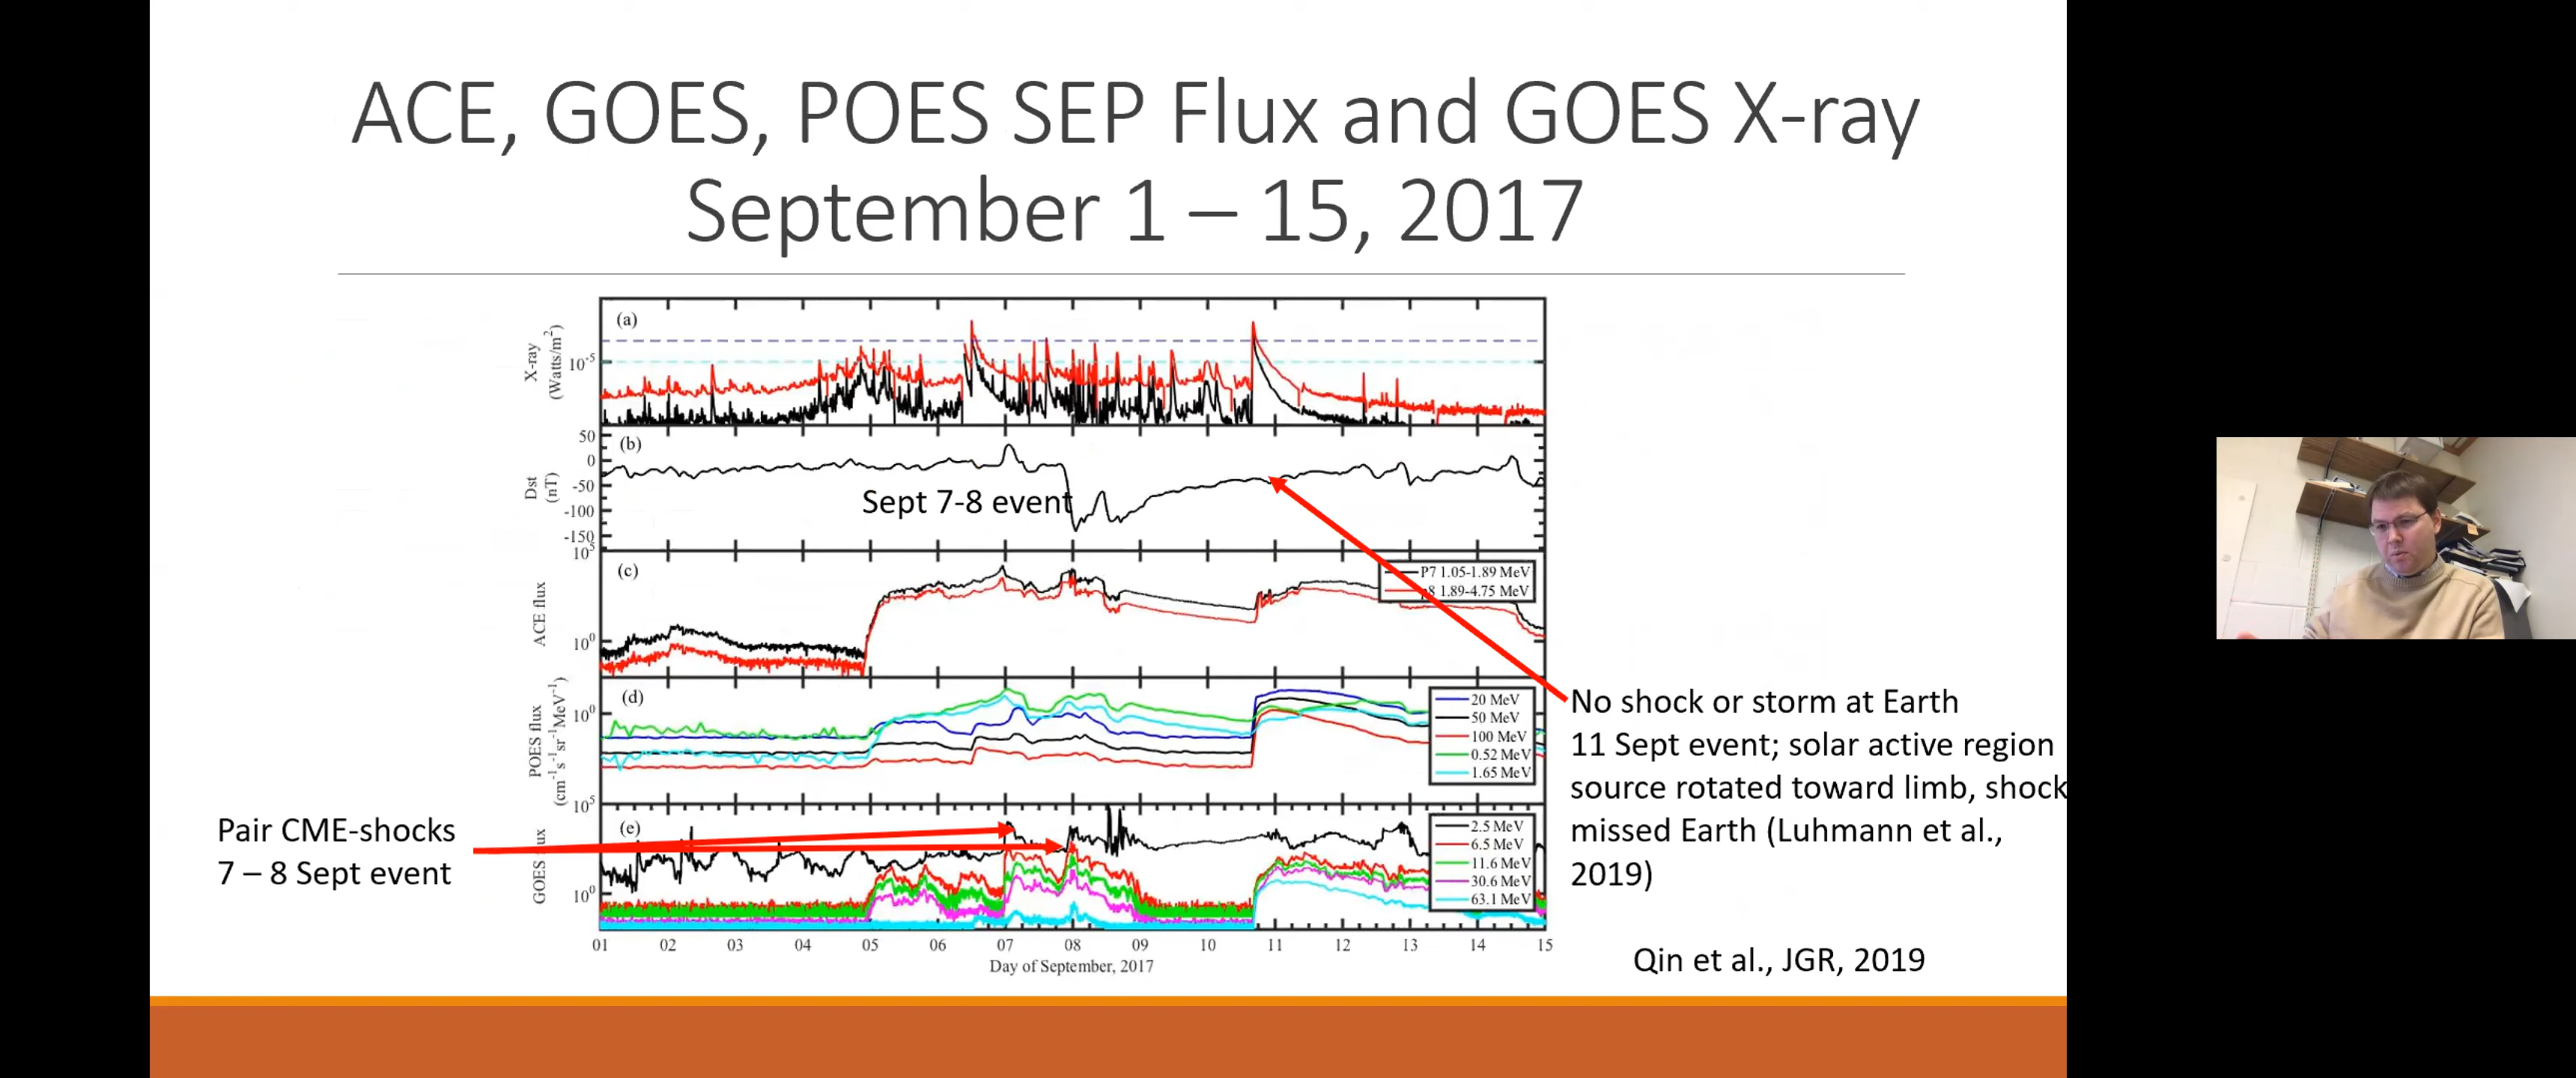 ACE, GOES, POES SEP Flux and GOES X-ray
September 1 – 15, 2017
(a)
X-ray
(Watts/m²)
10⁻⁵
(b)
50
0
-50
-100
-150
Dst
(nT)
Sept 7-8 event
10⁵
(c)
P7 1.05-1.89 MeV
8 1.89-4.75 MeV
ACE flux
10⁰
(d)
20 MeV
50 MeV
100 MeV
0.52 MeV
1.65 MeV
POES flux
(cm⁻¹s⁻¹sr⁻¹MeV⁻¹)
10⁰
No shock or storm at Earth
11 Sept event; solar active region
source rotated toward limb, shock
missed Earth (Luhmann et al.,
2019)
10⁵
(e)
2.5 MeV
6.5 MeV
11.6 MeV
30.6 MeV
63.1 MeV
GOES ux
10⁰
Pair CME-shocks
7 – 8 Sept event
01 02 03 04 05 06 07 08 09 10 11 12 13 14 15
Day of September, 2017
Qin et al., JGR, 2019